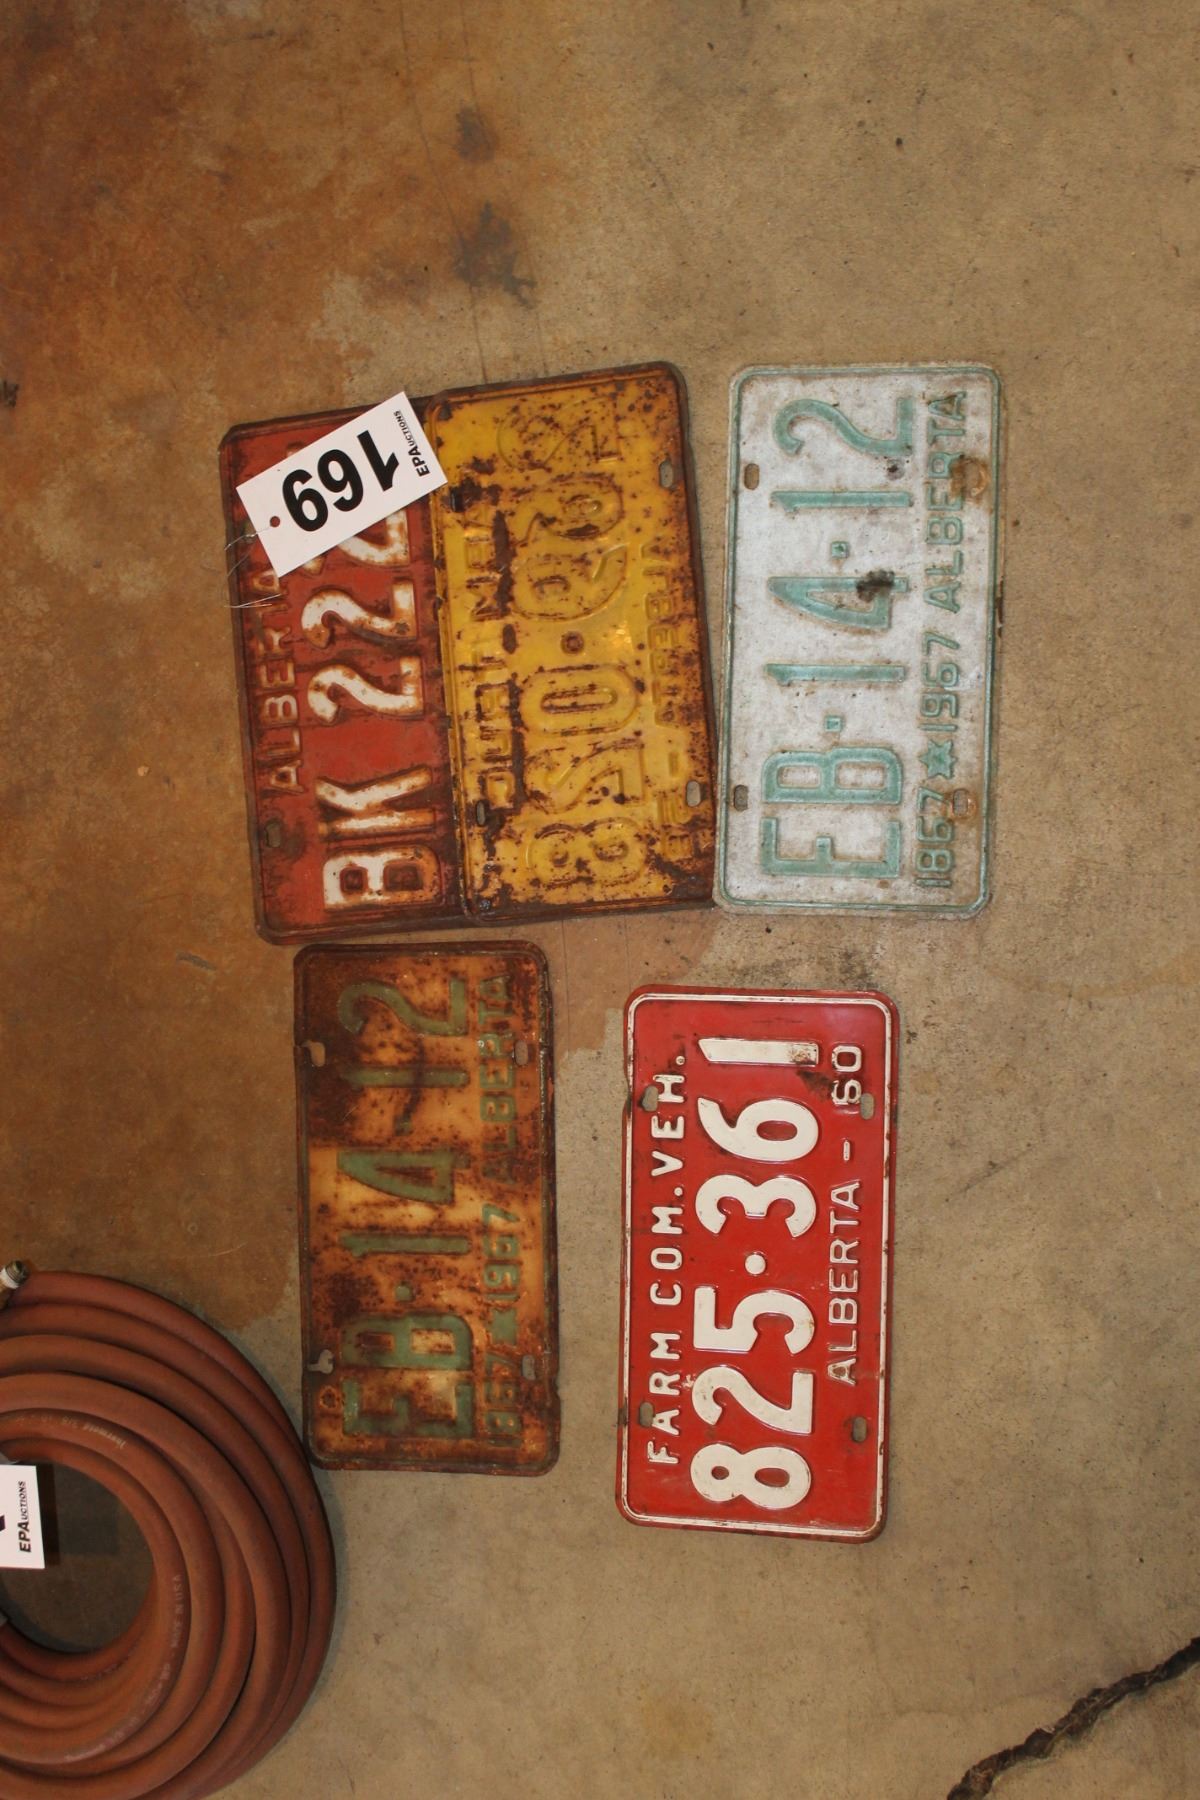 169
EPAuctions
ALBERTA
BK 222
EB·14·12
1867 1967 ALBERTA
EB·14·12
1867 1967 ALBERTA
FARM COM. VEH.
825·361
ALBERTA - 60
EPAuctions